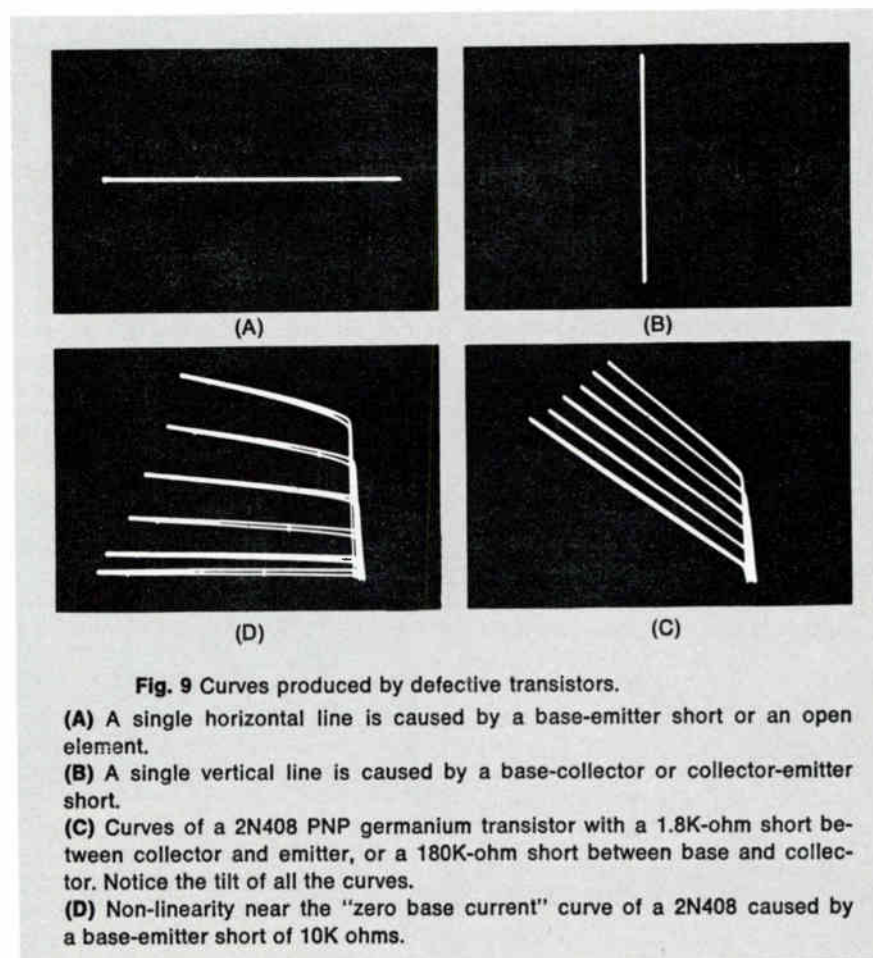 (A)
(B)
(D)
(C)
Fig. 9 Curves produced by defective transistors.
(A) A single horizontal line is caused by a base-emitter short or an open
element.
(B) A single vertical line is caused by a base-collector or collector-emitter
short.
(C) Curves of a 2N408 PNP germanium transistor with a 1.8K-ohm short be-
tween collector and emitter, or a 180K-ohm short between base and collec-
tor. Notice the tilt of all the curves.
(D) Non-linearity near the "zero base current" curve of a 2N408 caused by
a base-emitter short of 10K ohms.